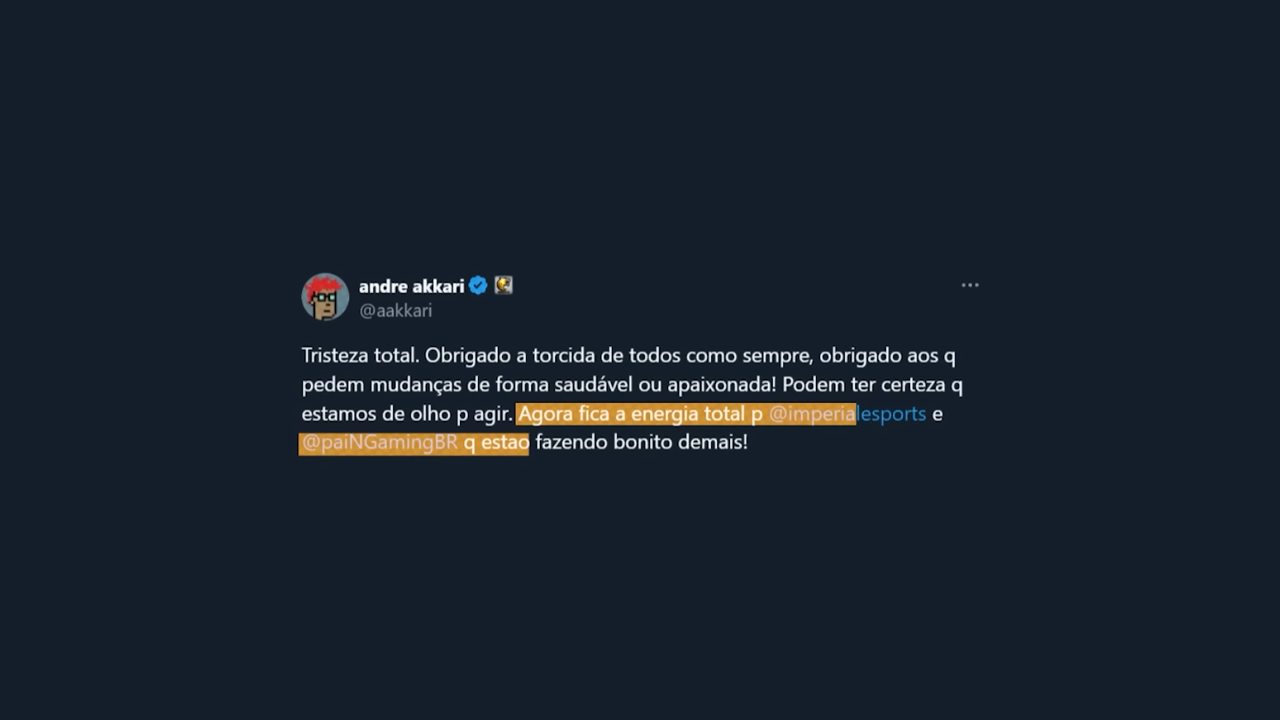 andre akkari
@aakkari
Tristeza total. Obrigado a torcida de todos como sempre, obrigado aos q
pedem mudanças de forma saudável ou apaixonada! Podem ter certeza q
estamos de olho p agir. Agora fica a energia total p @imperialesports e
@paiNGamingBR q estao fazendo bonito demais!